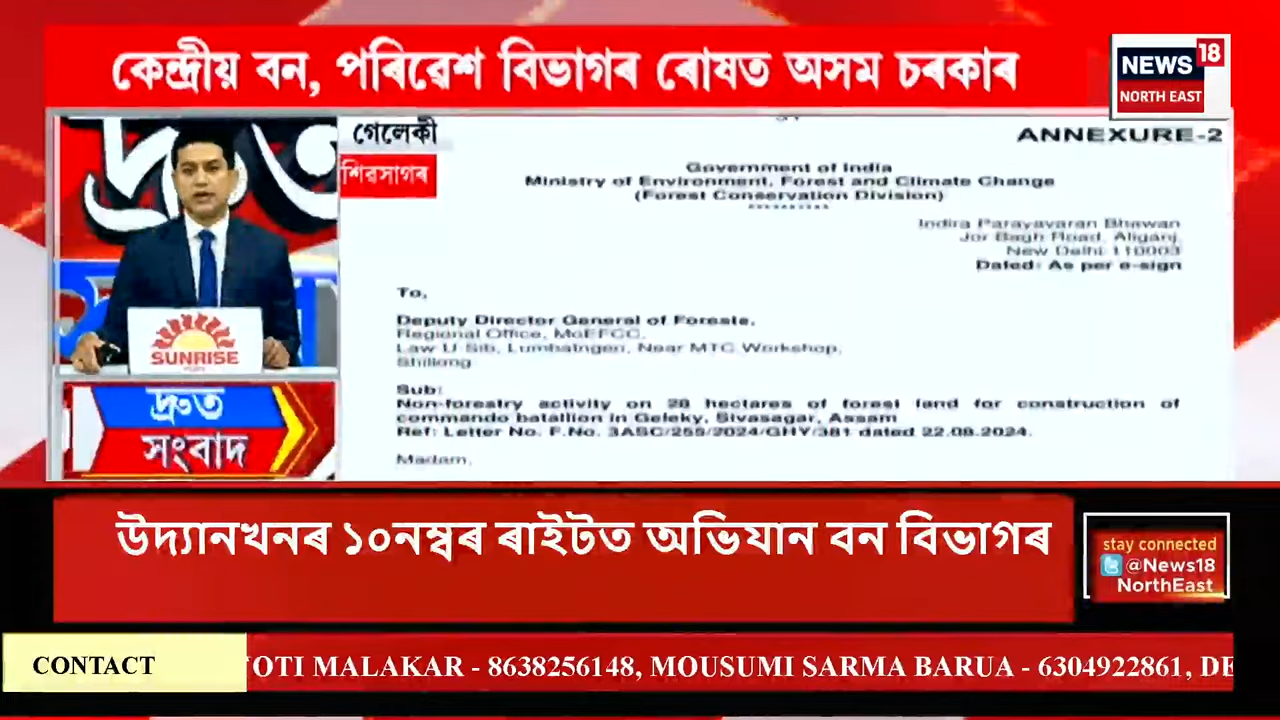 কেন্দ্ৰীয় বন, পৰিৱেশ বিভাগৰ ৰোষত অসম চৰকাৰ
NEWS 18
NORTH EAST
গেলেকী
শিৱসাগৰ
ANNEXURE-2
Government of India
Ministry of Environment, Forest and Climate Change
(Forest Conservation Division)
**********
Indira Parayavaran Bhawan
Jor Bagh Road, Aliganj,
New Delhi 110003
Dated: As per e-sign
To,
Deputy Director General of Forests,
Regional Office, MoEFCC,
Law U Sib, Lumbatngen, Near MTC Workshop,
Shillong
Sub:
Non-forestry activity on 28 hectares of forest land for construction of
commando batallion in Geleky, Sivasagar, Assam
Ref: Letter No. F.No. 3ASC/255/2024/GHY/381 dated 22.08.2024.
Madam,
SUNRISE
দ্ৰুত
সংবাদ
উদ্যানখনৰ ১০নম্বৰ ৰাইটত অভিযান বন বিভাগৰ
stay connected
@News18
NorthEast
CONTACT
JOTI MALAKAR - 8638256148, MOUSUMI SARMA BARUA - 6304922861, DE